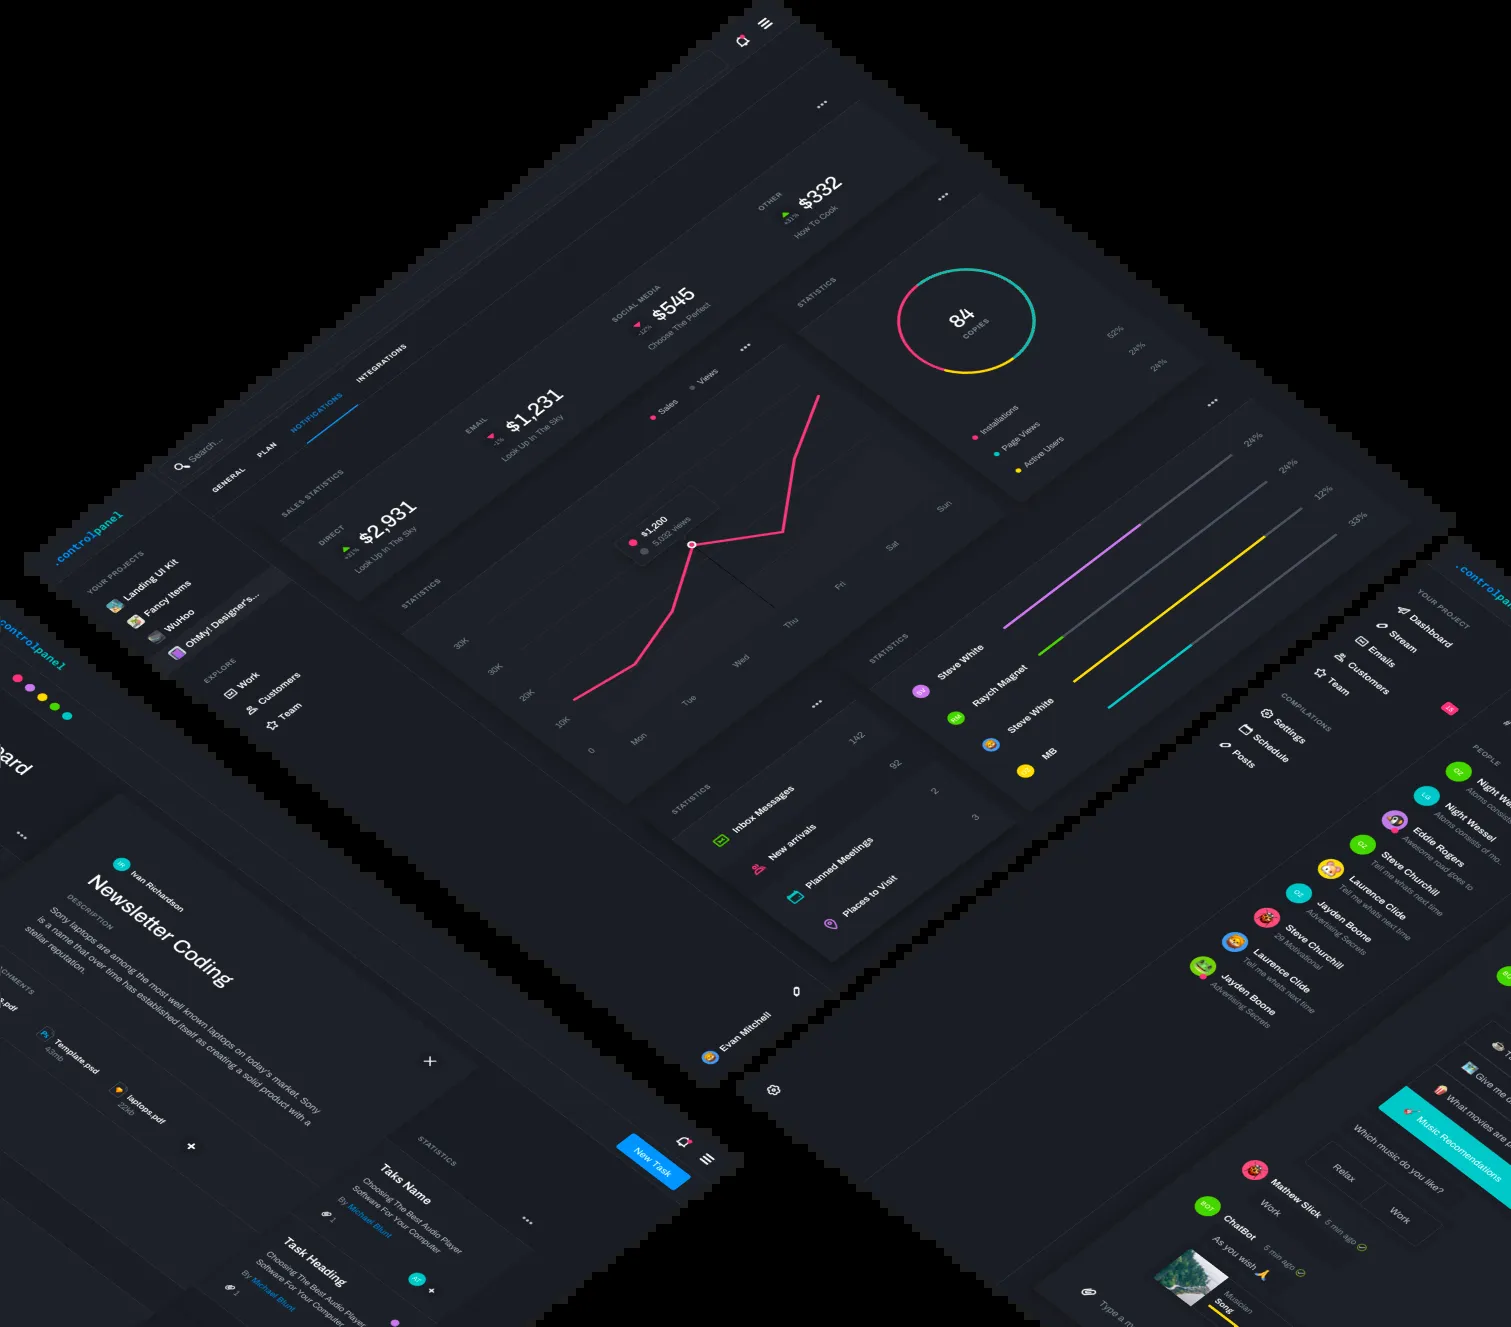 .controlpanel
Search...
GENERAL
PLAN
NOTIFICATIONS
INTEGRATIONS
YOUR PROJECTS
Landing UI Kit
Fancy Items
WuHoo
OhMy! Designer's...
EXPLORE
Work
Customers
Team
Evan Mitchell
SALES STATISTICS
DIRECT
$2,931
Look Up In The Sky
EMAIL
-1%
$1,231
Look Up In The Sky
SOCIAL MEDIA
-12%
$545
Choose The Perfect
OTHER
+31%
$332
How To Cook
STATISTICS
Sales
Views
$1,200
5,032 views
30K
30K
20K
10K
0
Mon
Tue
Wed
Thu
Fri
Sat
Sun
STATISTICS
84
COPIES
Installations
Page Views
Active Users
52%
24%
24%
STATISTICS
Steve White
24%
RM
Raych Magnet
24%
Steve White
12%
MB
33%
STATISTICS
Inbox Messages
142
New arrivals
92
Planned Meetings
2
Places to Visit
3
controlpanel
ard
IR
Ivan Richardson
Newsletter Coding
DESCRIPTION
Sony laptops are among the most well known laptops on today's market. Sony
is a name that over time has established itself as creating a solid product with a
stellar reputation.
CHMENTS
s.pdf
Template.psd
43mb
laptops.pdf
22kb
New Task
STATISTICS
Taks Name
Choosing The Best Audio Player
Software For Your Computer
By Michael Blunt
1
Task Heading
Choosing The Best Audio Player
Software For Your Computer
By Michael Blunt
1
.controlpane
YOUR PROJECT
Dashboard
Stream
Emails
Customers
Team
COMPILATIONS
Settings
Schedule
Posts
PEOPLE
OZ
Night We
Atoms consist
Night Wessel
Atoms consists of mo
Eddie Rogers
Awesome road goes to
OZ
Steve Churchill
Tell me whats next time
Laurence Clide
Tell me whats next time
OZ
Jayden Boone
Advertising Secrets
Steve Churchill
29 Motivational
Laurence Clide
Tell me whats next time
Jayden Boone
Advertising Secrets
Give me
What movies are
Music Recomendations
Which music do you like?
Relax
Work
Mathew Slick
5 min ago
Work
BOT
ChatBot
5 min ago
As you wish
Musician
Song
Type a m